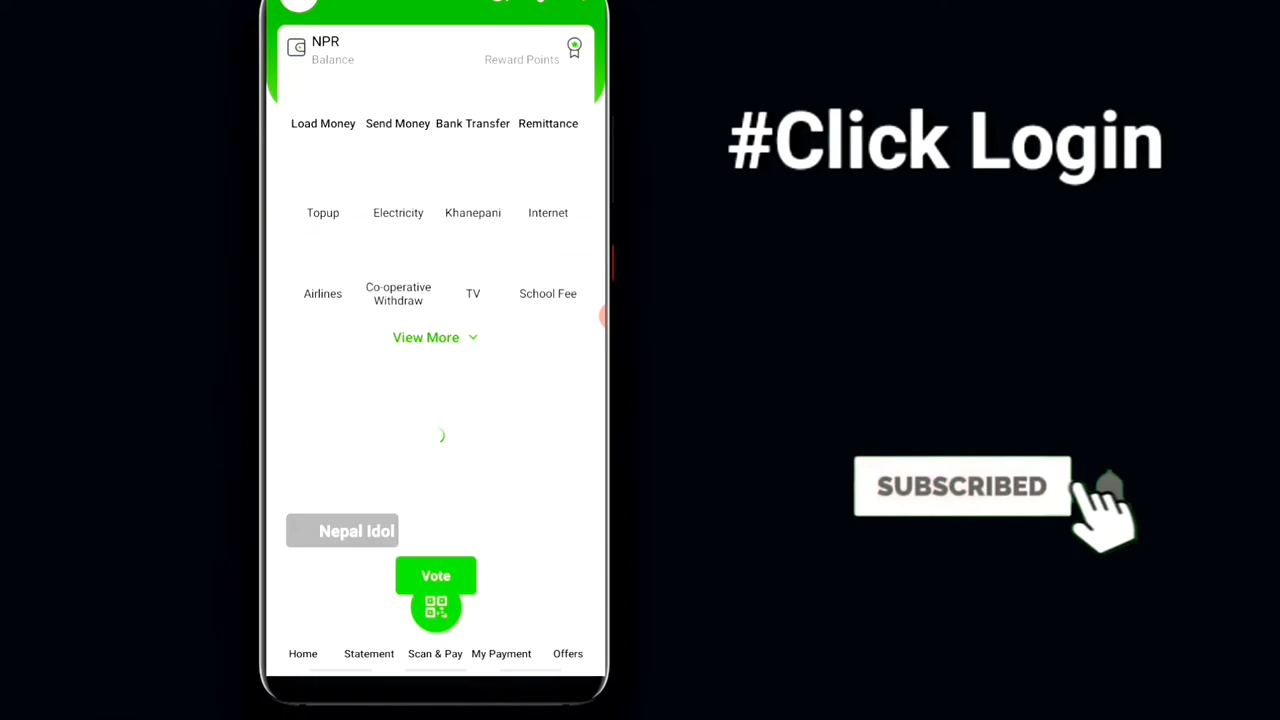 NPR
Balance
Reward Points
#Click Login
Load Money Send Money Bank Transfer Remittance
Topup Electricity Khanepani Internet
Airlines Co-operative Withdraw TV School Fee
View More
SUBSCRIBED
Nepal Idol
Vote
Home Statement Scan & Pay My Payment Offers